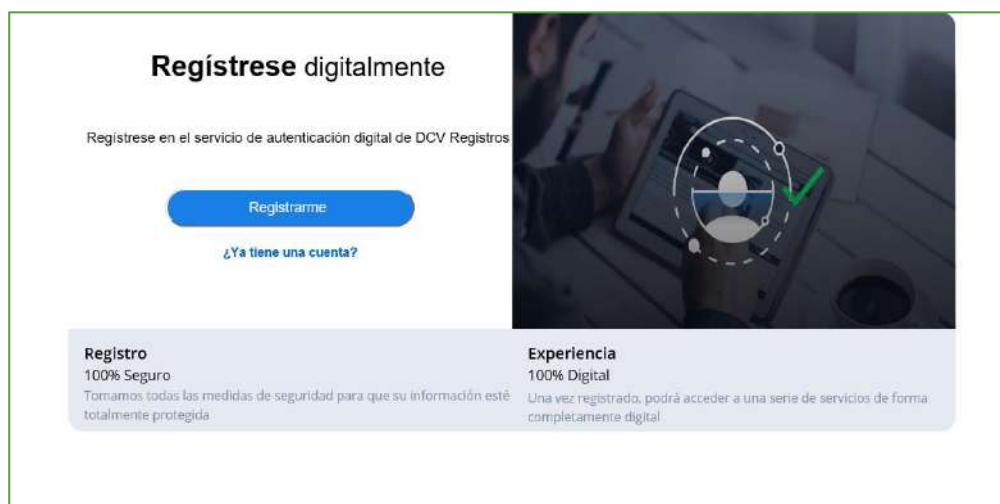 Regístrese digitalmente
Regístrese en el servicio de autenticación digital de DCV Registros
Registrarme
¿Ya tiene una cuenta?
Registro
100% Seguro
Tomamos todas las medidas de seguridad para que su información esté
totalmente protegida
Experiencia
100% Digital
Una vez registrado, podrá acceder a una serie de servicios de forma
completamente digital